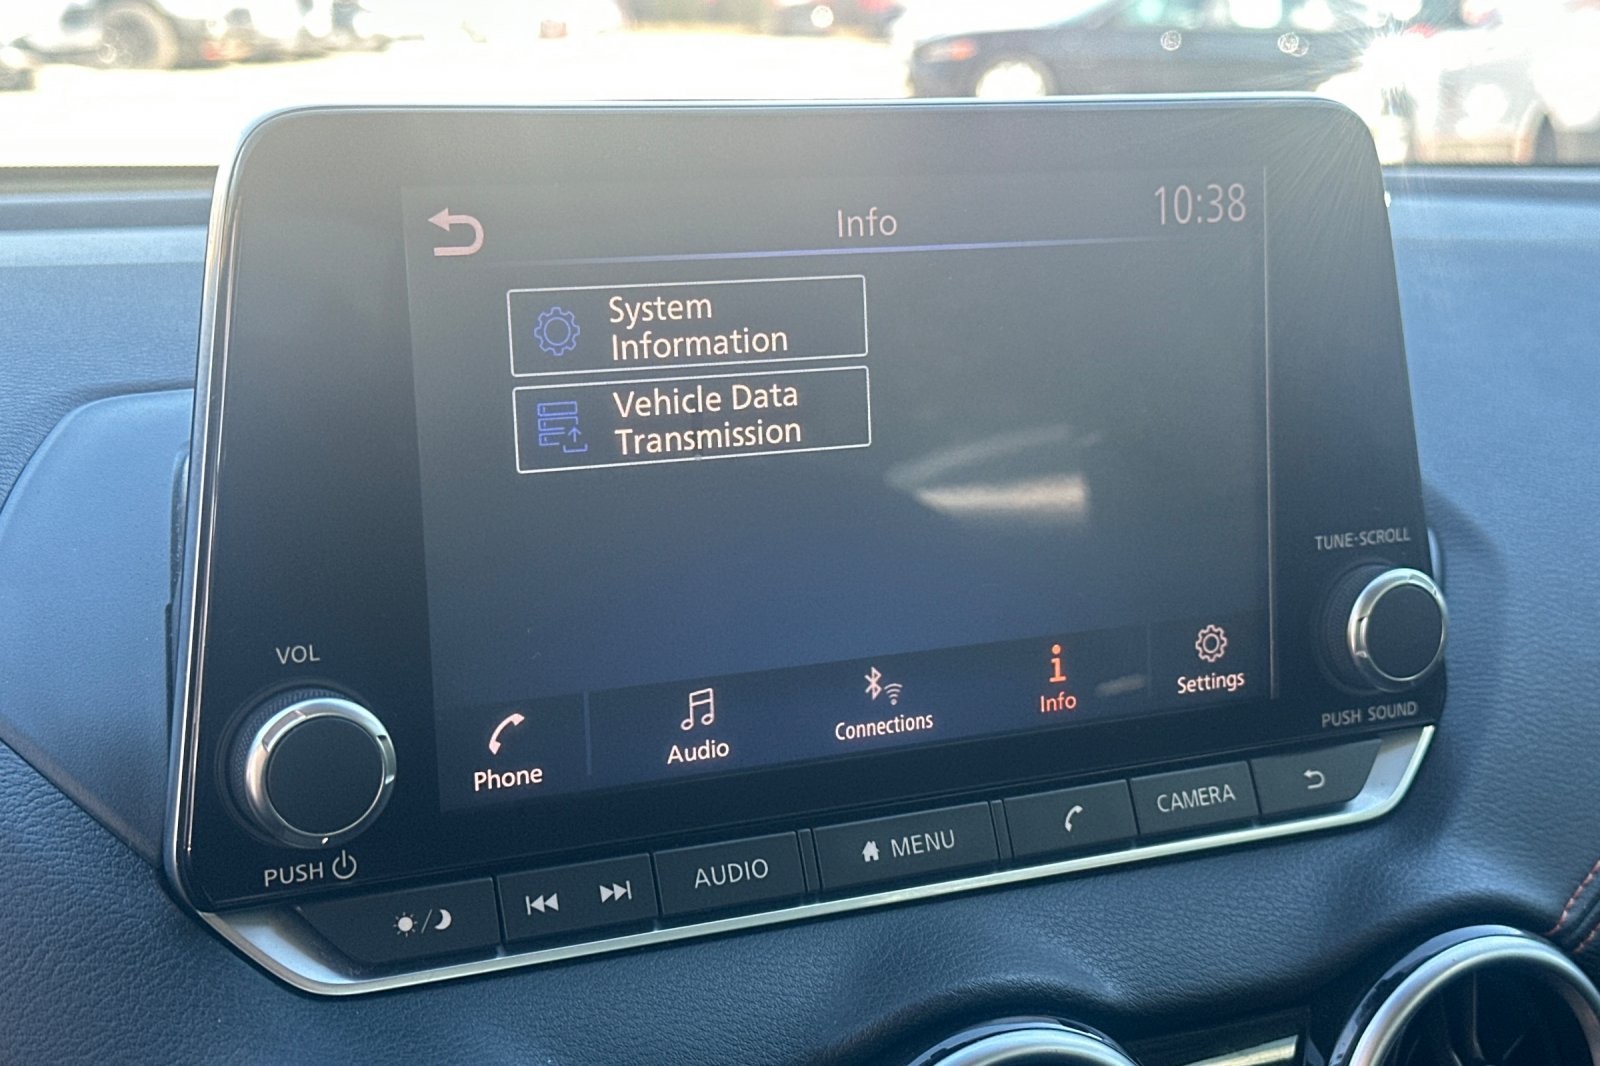 Info
10:38
System
Information
Vehicle Data
Transmission
TUNE·SCROLL
VOL
Phone
Audio
Connections
Info
Settings
PUSH SOUND
PUSH
AUDIO
MENU
CAMERA